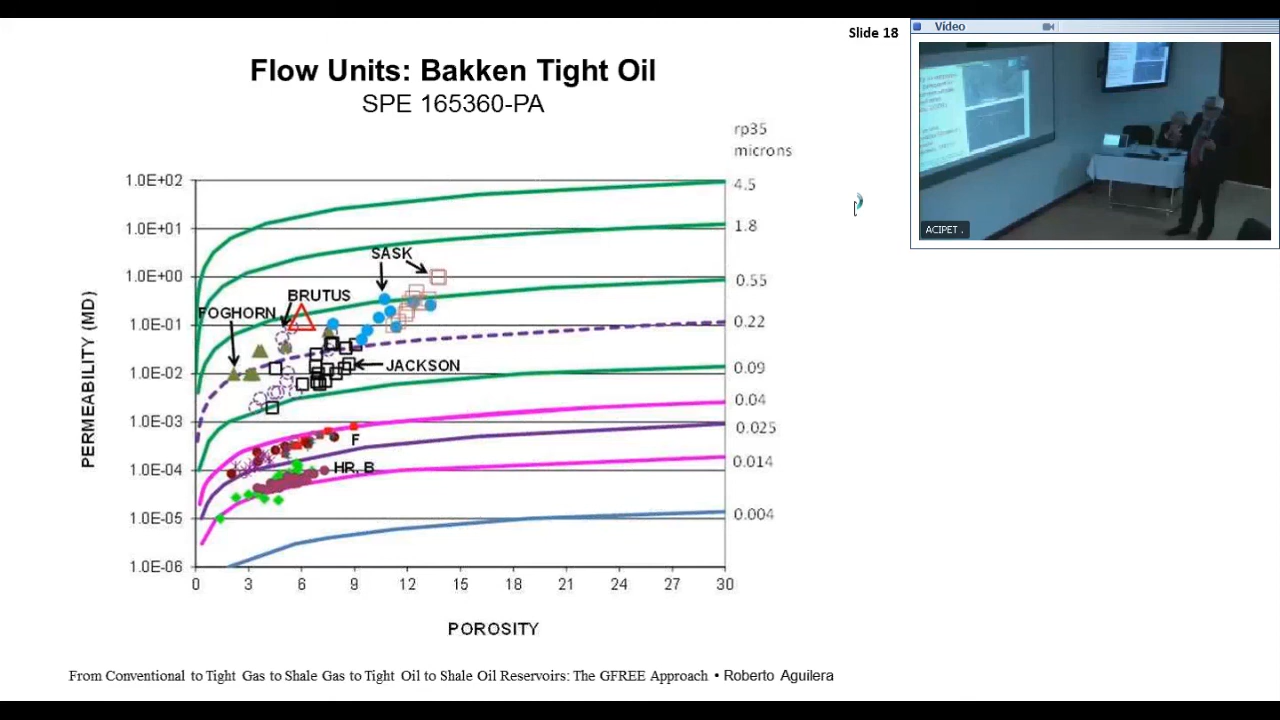 Slide 18
Vídeo
Flow Units: Bakken Tight Oil
SPE 165360-PA
ACIPET .
rp35
microns
PERMEABILITY (MD)
1.0E+02
1.0E+01
1.0E+00
1.0E-01
1.0E-02
1.0E-03
1.0E-04
1.0E-05
1.0E-06
4.5
1.8
0.55
0.22
0.09
0.04
0.025
0.014
0.004
SASK
BRUTUS
FOGHORN
JACKSON
F
HR, B
0 3 6 9 12 15 18 21 24 27 30
POROSITY
From Conventional to Tight Gas to Shale Gas to Tight Oil to Shale Oil Reservoirs: The GFREE Approach • Roberto Aguilera